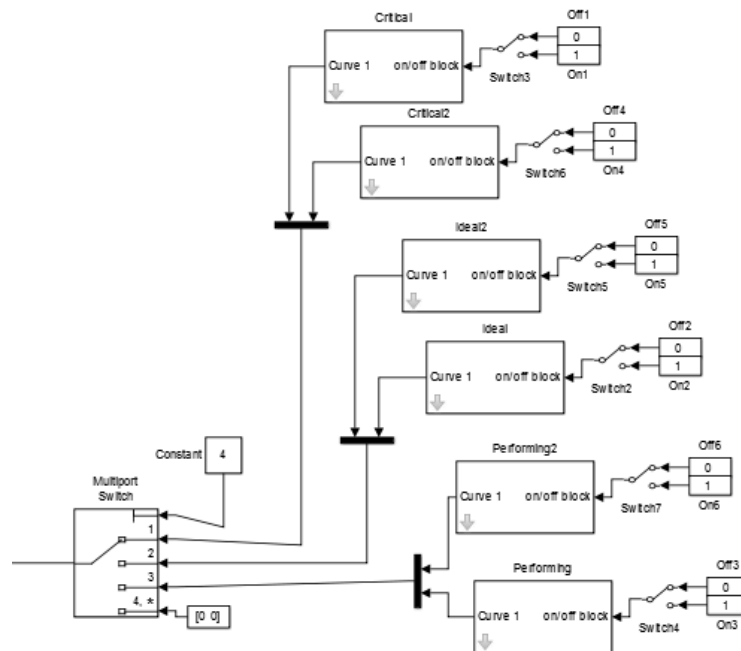 Critical
Off1
0
Curve 1 on/off block
1
Switch3
On1
Critical2
Off4
0
Curve 1 on/off block
1
Switch6
On4
Ideal2
Off5
0
Curve 1 on/off block
1
Switch5
On5
Ideal
Off2
0
Curve 1 on/off block
1
Switch2
On2
Constant
4
Performing2
Off6
0
Curve 1 on/off block
1
Switch7
On6
Multiport
Switch
1
2
3
4, *
[0 0]
Performing
Off3
0
Curve 1 on/off block
1
Switch4
On3